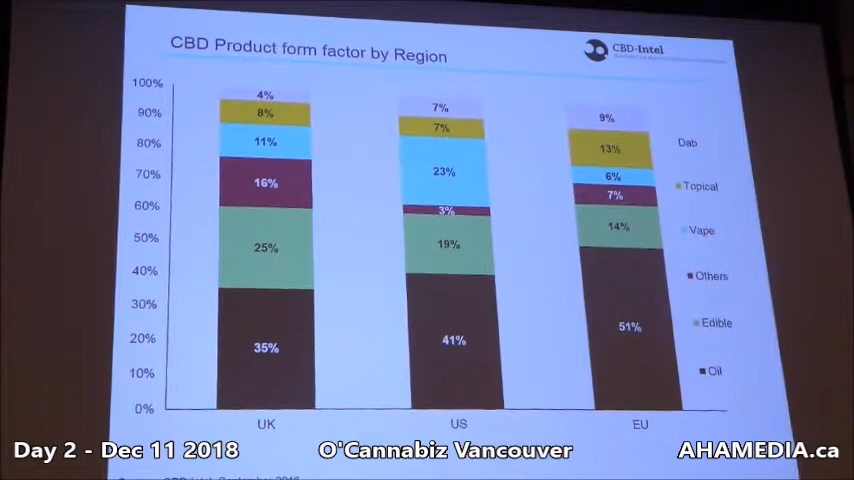 CBD Product form factor by Region
CBD-Intel
100%
90%
80%
70%
60%
50%
40%
30%
20%
10%
0%
4%
8%
11%
16%
25%
35%
7%
7%
23%
3%
19%
41%
9%
13%
6%
7%
14%
51%
Dab
Topical
Vape
Others
Edible
Oil
UK
US
EU
Day 2 - Dec 11 2018
O'Cannabiz Vancouver
AHAMEDIA.ca